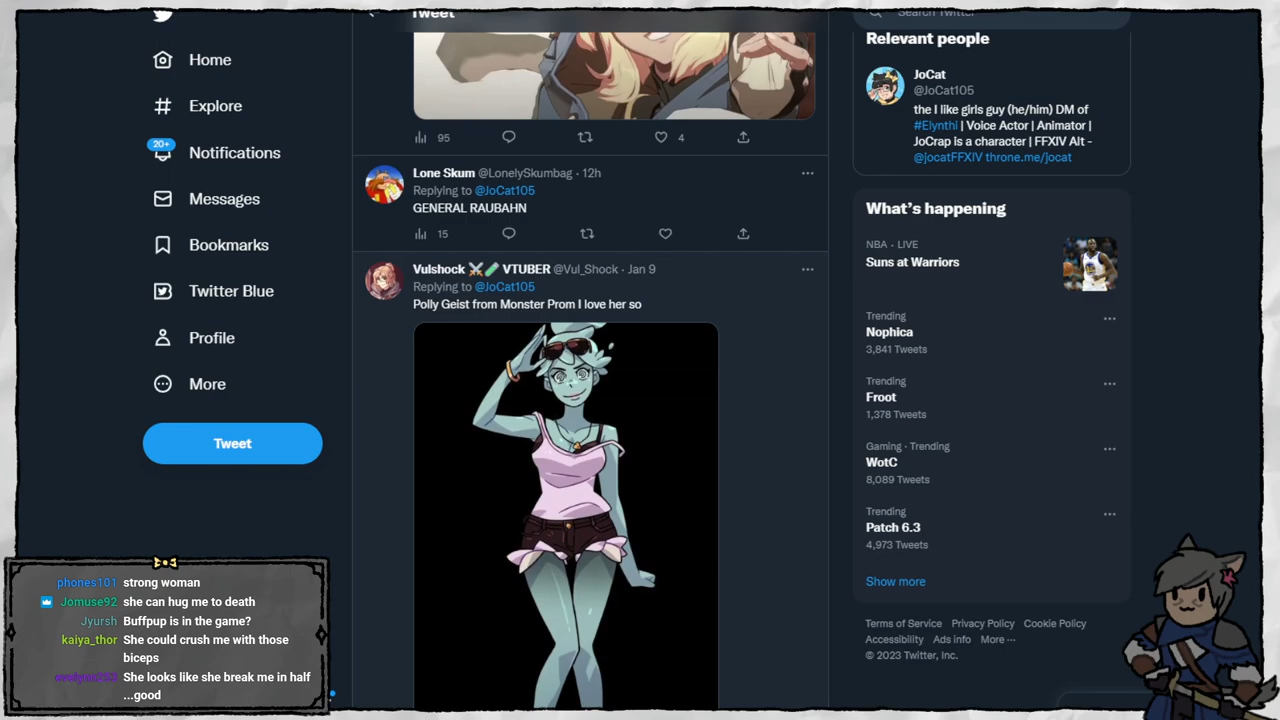 Tweet
Home
Explore
20+
Notifications
Messages
Bookmarks
Twitter Blue
Profile
More
Tweet
95
4
Lone Skum @LonelySkumbag · 12h
Replying to @JoCat105
GENERAL RAUBAHN
15
Vulshock ⚔️🧪 VTUBER @Vul_Shock · Jan 9
Replying to @JoCat105
Polly Geist from Monster Prom I love her so
Search Twitter
Relevant people
JoCat
@JoCat105
the I like girls guy (he/him) DM of
#Elynthi | Voice Actor | Animator |
JoCrap is a character | FFXIV Alt -
@jocatFFXIV throne.me/jocat
What's happening
NBA · LIVE
Suns at Warriors
Trending
Nophica
3,841 Tweets
Trending
Froot
1,378 Tweets
Gaming · Trending
WotC
8,089 Tweets
Trending
Patch 6.3
4,973 Tweets
Show more
Terms of Service Privacy Policy Cookie Policy
Accessibility Ads info More ···
© 2023 Twitter, Inc.
phones101 strong woman
Jomuse92 she can hug me to death
Jyursh Buffpup is in the game?
kaiya_thor She could crush me with those
biceps
She looks like she break me in half
...good